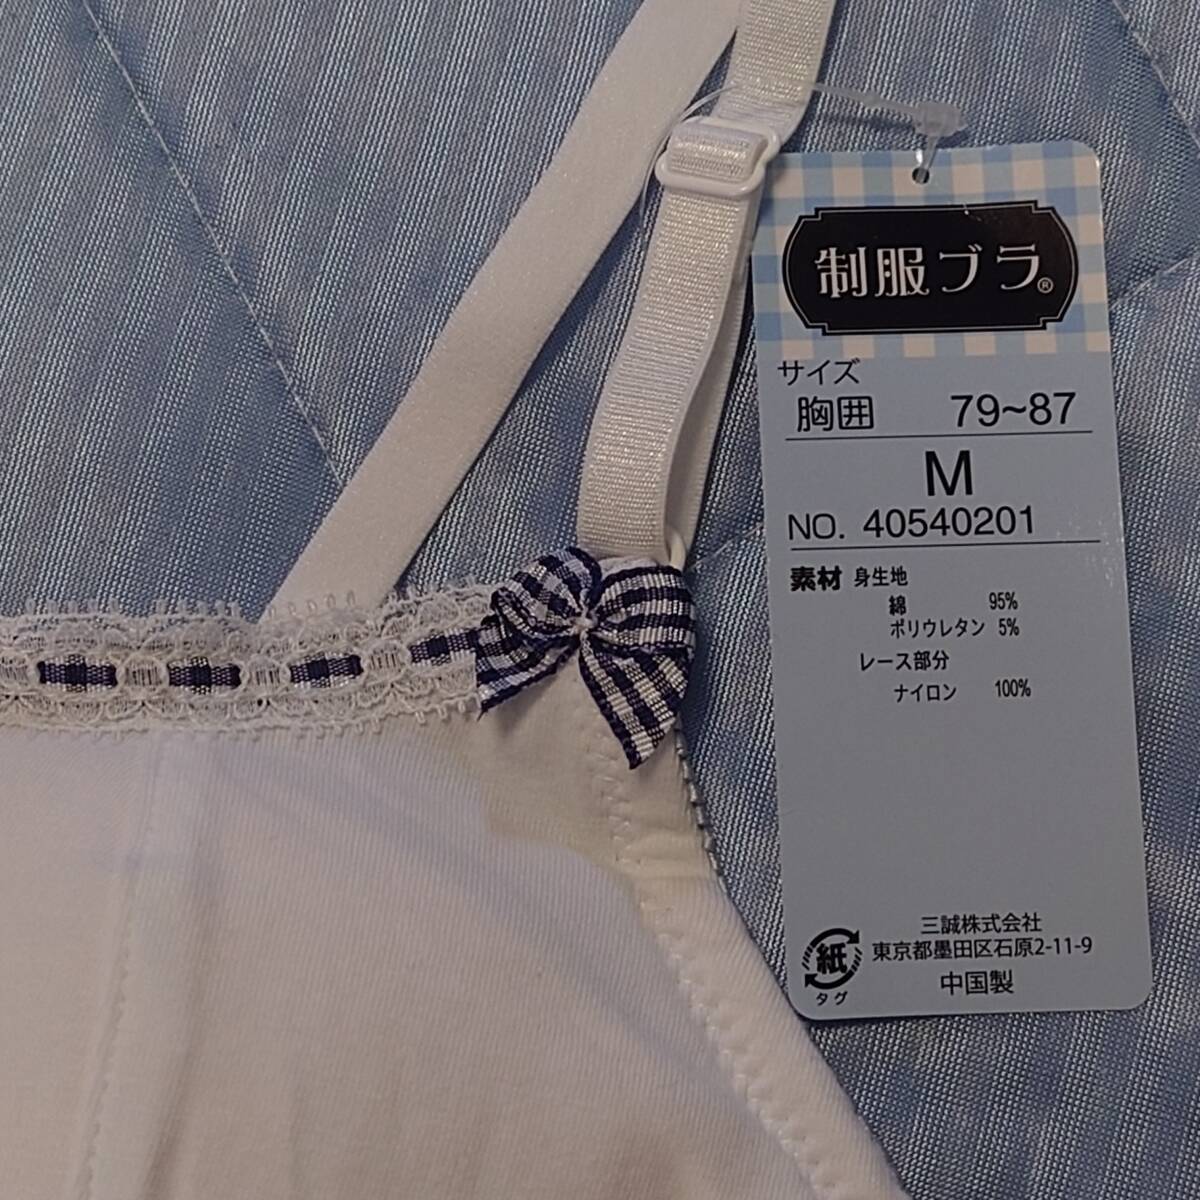 制服ブラ®
サイズ
胸囲 79~87
M
NO. 40540201
素材 身生地
綿 95%
ポリウレタン 5%
レース部分
ナイロン 100%
三誠株式会社
紙 東京都墨田区石原2-11-9
タグ 中国製